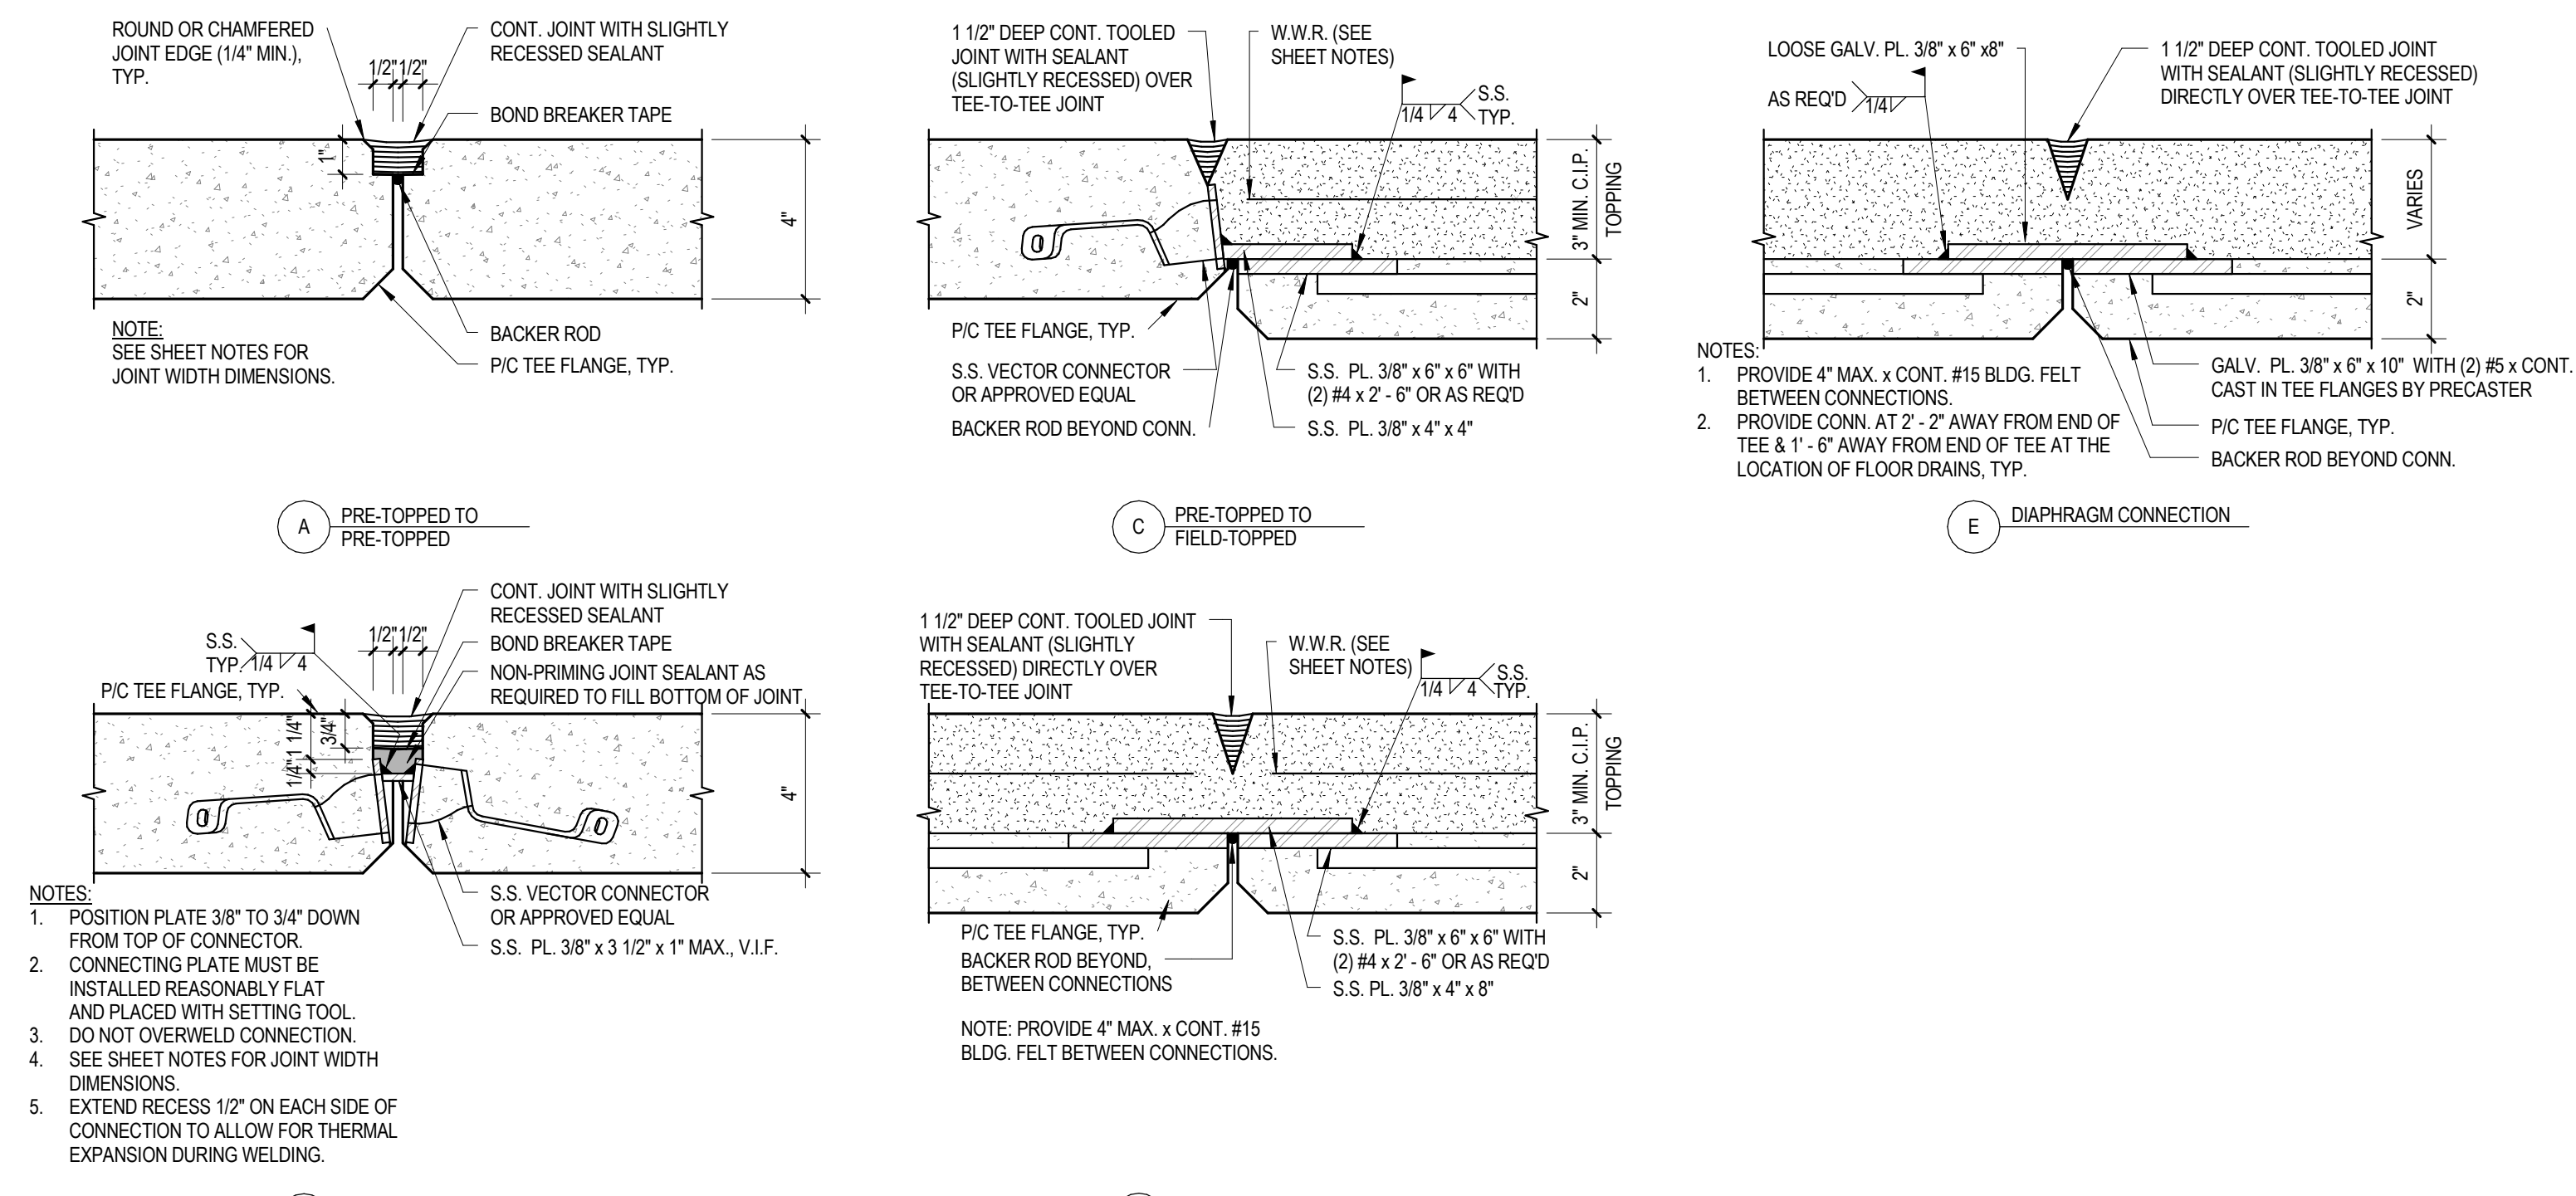 ROUND OR CHAMFERED
JOINT EDGE (1/4" MIN.),
TYP.
CONT. JOINT WITH SLIGHTLY
RECESSED SEALANT
1/2" 1/2"
BOND BREAKER TAPE
1"
4"
NOTE:
SEE SHEET NOTES FOR
JOINT WIDTH DIMENSIONS.
BACKER ROD
P/C TEE FLANGE, TYP.
A
PRE-TOPPED TO
PRE-TOPPED
1 1/2" DEEP CONT. TOOLED
JOINT WITH SEALANT
(SLIGHTLY RECESSED) OVER
TEE-TO-TEE JOINT
W.W.R. (SEE
SHEET NOTES)
S.S.
TYP.
1/4 4
3" MIN. C.I.P.
TOPPING
2"
P/C TEE FLANGE, TYP.
S.S. VECTOR CONNECTOR
OR APPROVED EQUAL
BACKER ROD BEYOND CONN.
S.S. PL. 3/8" x 6" x 6" WITH
(2) #4 x 2' - 6" OR AS REQ'D
S.S. PL. 3/8" x 4" x 4"
C
PRE-TOPPED TO
FIELD-TOPPED
LOOSE GALV. PL. 3/8" x 6" x8"
AS REQ'D
1/4
1 1/2" DEEP CONT. TOOLED JOINT
WITH SEALANT (SLIGHTLY RECESSED)
DIRECTLY OVER TEE-TO-TEE JOINT
VARIES
2"
NOTES:
1. PROVIDE 4" MAX. x CONT. #15 BLDG. FELT
BETWEEN CONNECTIONS.
2. PROVIDE CONN. AT 2' - 2" AWAY FROM END OF
TEE & 1' - 6" AWAY FROM END OF TEE AT THE
LOCATION OF FLOOR DRAINS, TYP.
GALV. PL. 3/8" x 6" x 10" WITH (2) #5 x CONT.
CAST IN TEE FLANGES BY PRECASTER
P/C TEE FLANGE, TYP.
BACKER ROD BEYOND CONN.
E
DIAPHRAGM CONNECTION
S.S.
TYP.
1/4 4
1/2" 1/2"
CONT. JOINT WITH SLIGHTLY
RECESSED SEALANT
BOND BREAKER TAPE
NON-PRIMING JOINT SEALANT AS
REQUIRED TO FILL BOTTOM OF JOINT
P/C TEE FLANGE, TYP.
1 1/4"
3/4"
1/4"
4"
S.S. VECTOR CONNECTOR
OR APPROVED EQUAL
S.S. PL. 3/8" x 3 1/2" x 1" MAX., V.I.F.
NOTES:
1. POSITION PLATE 3/8" TO 3/4" DOWN
FROM TOP OF CONNECTOR.
2. CONNECTING PLATE MUST BE
INSTALLED REASONABLY FLAT
AND PLACED WITH SETTING TOOL.
3. DO NOT OVERWELD CONNECTION.
4. SEE SHEET NOTES FOR JOINT WIDTH
DIMENSIONS.
5. EXTEND RECESS 1/2" ON EACH SIDE OF
CONNECTION TO ALLOW FOR THERMAL
EXPANSION DURING WELDING.
1 1/2" DEEP CONT. TOOLED JOINT
WITH SEALANT (SLIGHTLY
RECESSED) DIRECTLY OVER
TEE-TO-TEE JOINT
W.W.R. (SEE
SHEET NOTES)
S.S.
TYP.
1/4 4
3" MIN. C.I.P.
TOPPING
2"
P/C TEE FLANGE, TYP.
BACKER ROD BEYOND,
BETWEEN CONNECTIONS
S.S. PL. 3/8" x 6" x 6" WITH
(2) #4 x 2' - 6" OR AS REQ'D
S.S. PL. 3/8" x 4" x 8"
NOTE: PROVIDE 4" MAX. x CONT. #15
BLDG. FELT BETWEEN CONNECTIONS.